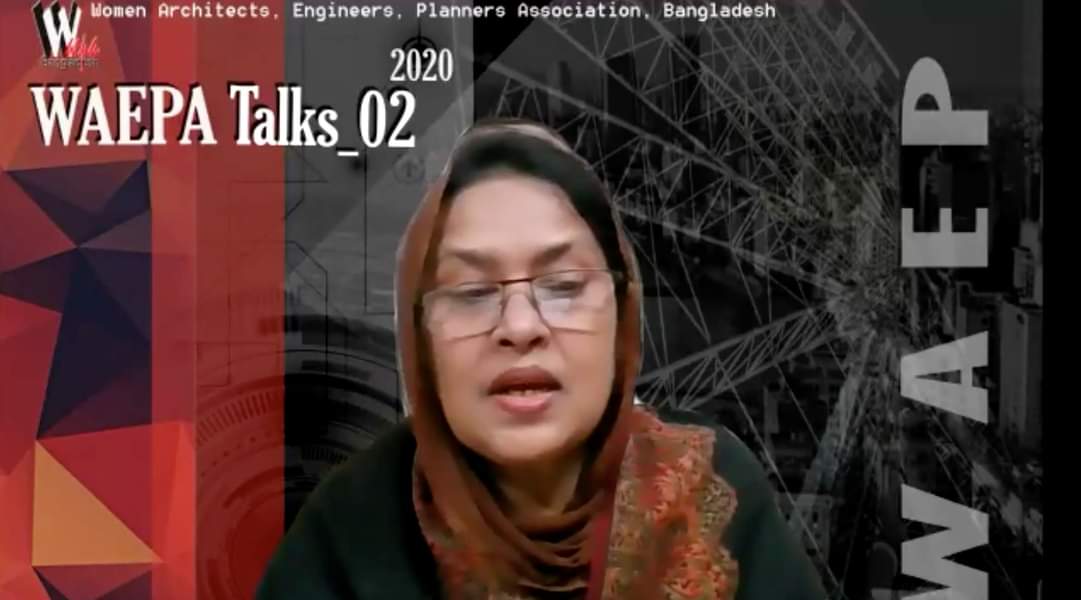 Women Architects, Engineers, Planners Association, Bangladesh
W
2020
WAEPA Talks_02
WAEP